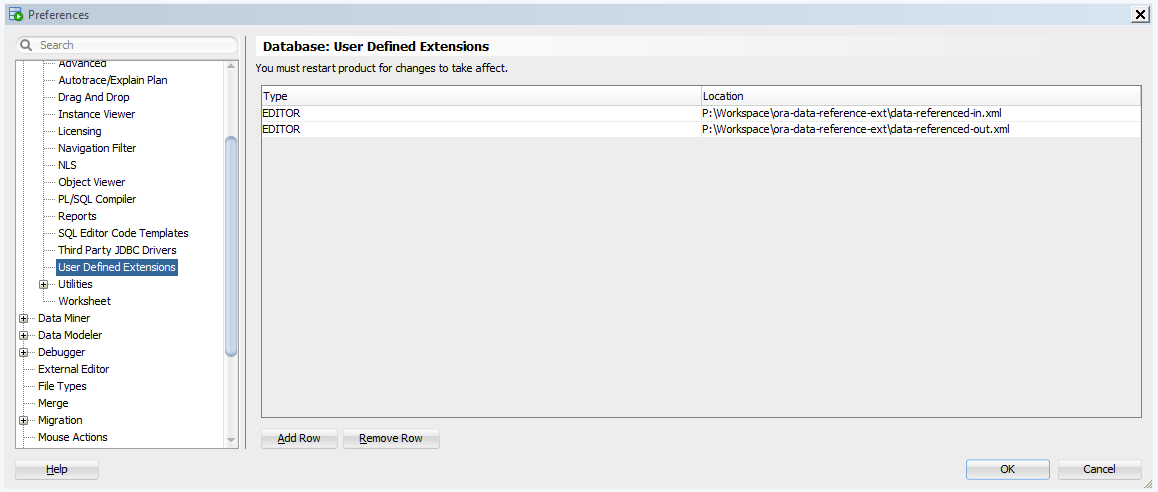 Preferences
Search
Advanced
Autotrace/Explain Plan
Drag And Drop
Instance Viewer
Licensing
Navigation Filter
NLS
Object Viewer
PL/SQL Compiler
Reports
SQL Editor Code Templates
Third Party JDBC Drivers
User Defined Extensions
Utilities
Worksheet
Data Miner
Data Modeler
Debugger
External Editor
File Types
Merge
Migration
Mouse Actions
Database: User Defined Extensions
You must restart product for changes to take affect.
Type Location
EDITOR P:\Workspace\ora-data-reference-ext\data-referenced-in.xml
EDITOR P:\Workspace\ora-data-reference-ext\data-referenced-out.xml
Add Row Remove Row
Help OK Cancel